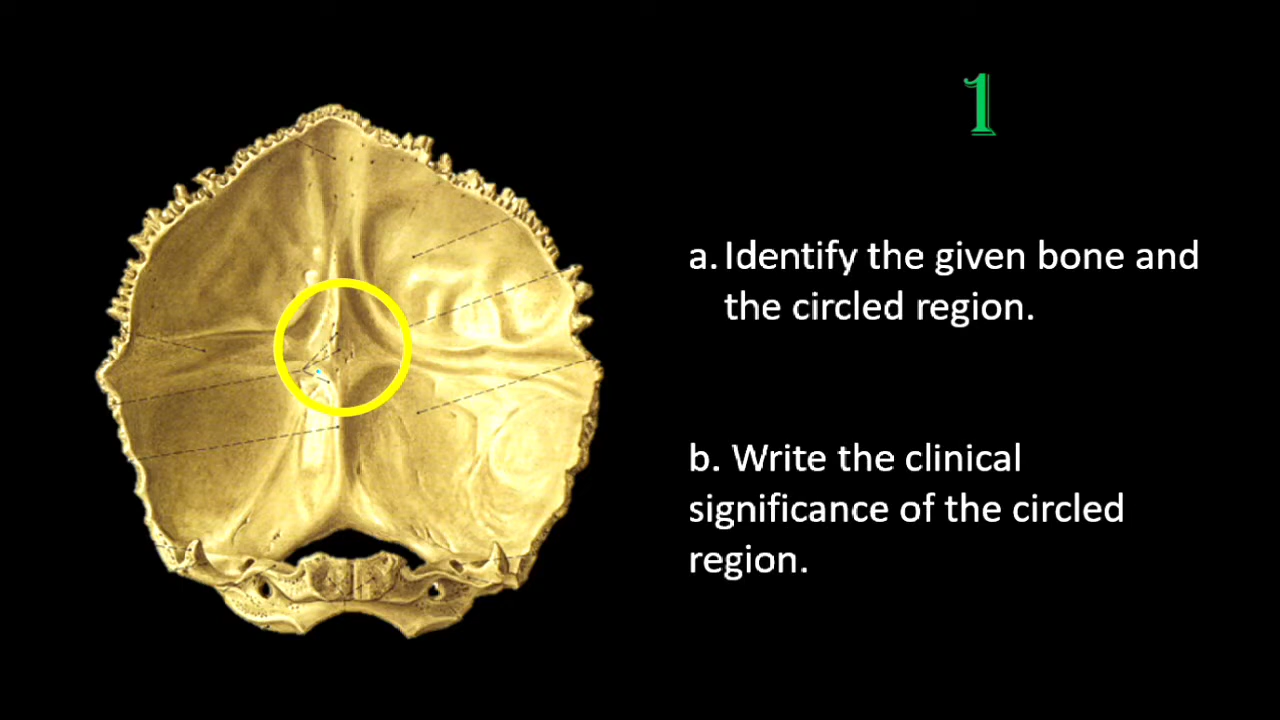 1
a. Identify the given bone and
the circled region.
b. Write the clinical
significance of the circled
region.